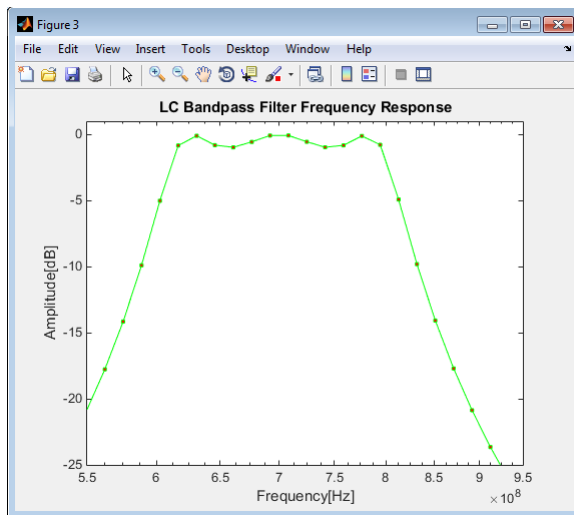 Figure 3
File Edit View Insert Tools Desktop Window Help
LC Bandpass Filter Frequency Response
Amplitude[dB]
0
-5
-10
-15
-20
-25
5.5 6 6.5 7 7.5 8 8.5 9 9.5
Frequency[Hz]
×10^8